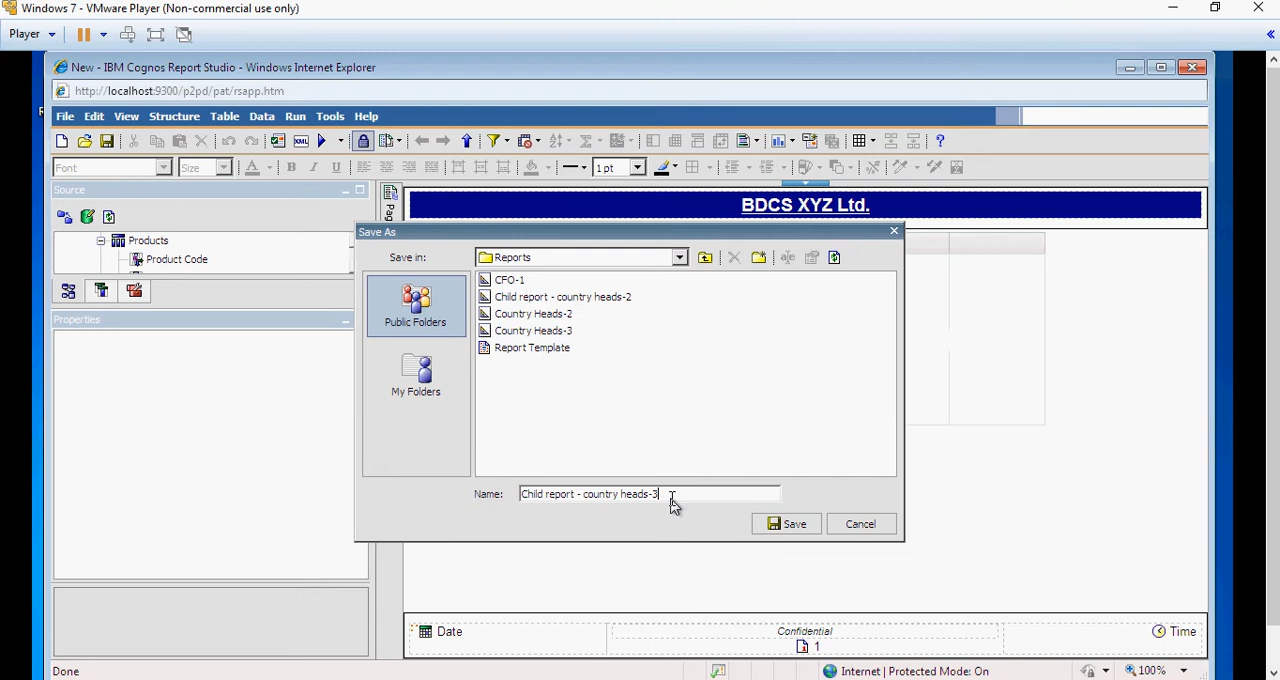 Windows 7 - VMware Player (Non-commercial use only)
Player
New - IBM Cognos Report Studio - Windows Internet Explorer
http://localhost:9300/p2pd/pat/rsapp.htm
File Edit View Structure Table Data Run Tools Help
Font Size 1 pt
Source
Products
Product Code
Properties
BDCS XYZ Ltd.
Save As
Save in: Reports
Public Folders
My Folders
CFO-1
Child report - country heads-2
Country Heads-2
Country Heads-3
Report Template
Name: Child report - country heads-3
Save Cancel
Date Confidential Time
1
Done Internet | Protected Mode: On 100%